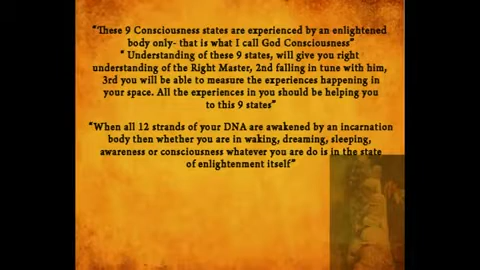 “These 9 Consciousness states are experienced by an enlightened
body only- that is what I call God Consciousness”
“ Understanding of these 9 states, will give you right
understanding of the Right Master, 2nd falling in tune with him,
3rd you will be able to measure the experiences happening in
your space. All the experiences in you should be helping you
to this 9 states”
“When all 12 strands of your DNA are awakened by an incarnation
body then whether you are in waking, dreaming, sleeping,
awareness or consciousness whatever you are do is in the state
of enlightenment itself”